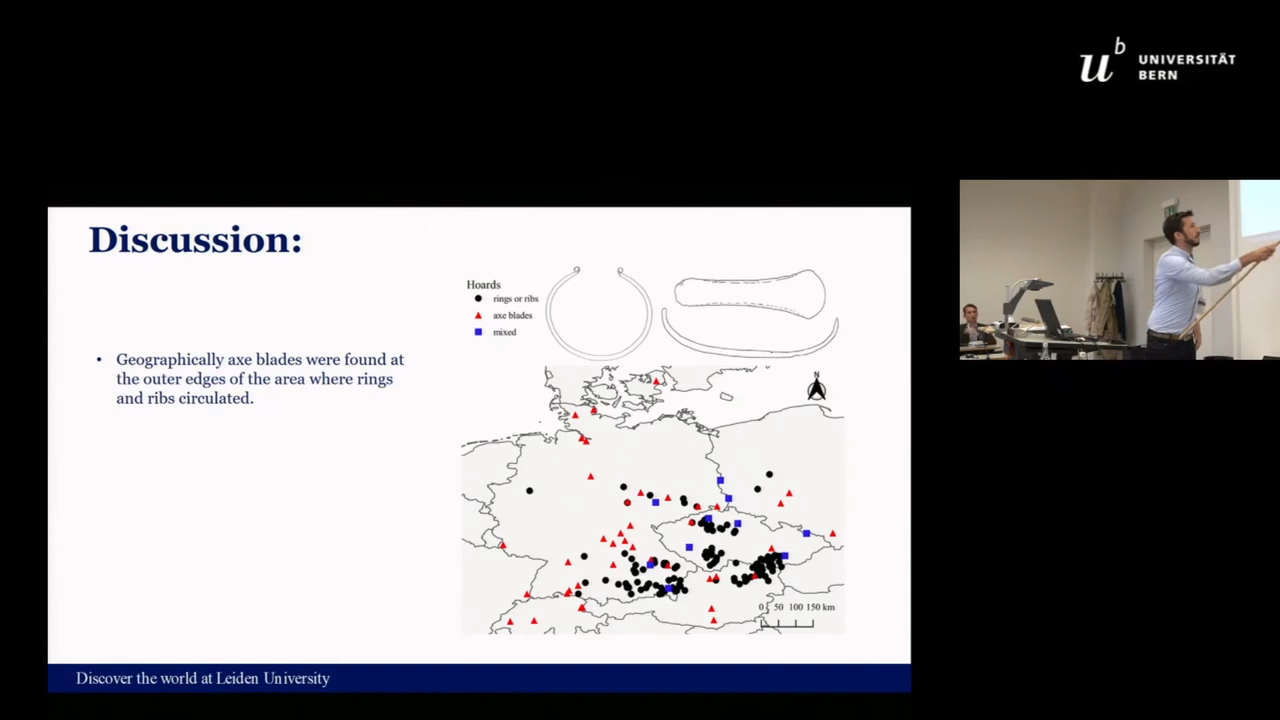 u^b
UNIVERSITÄT
BERN
Discussion:
Hoards
rings or ribs
axe blades
mixed
• Geographically axe blades were found at
the outer edges of the area where rings
and ribs circulated.
N
0 50 100 150 km
Discover the world at Leiden University